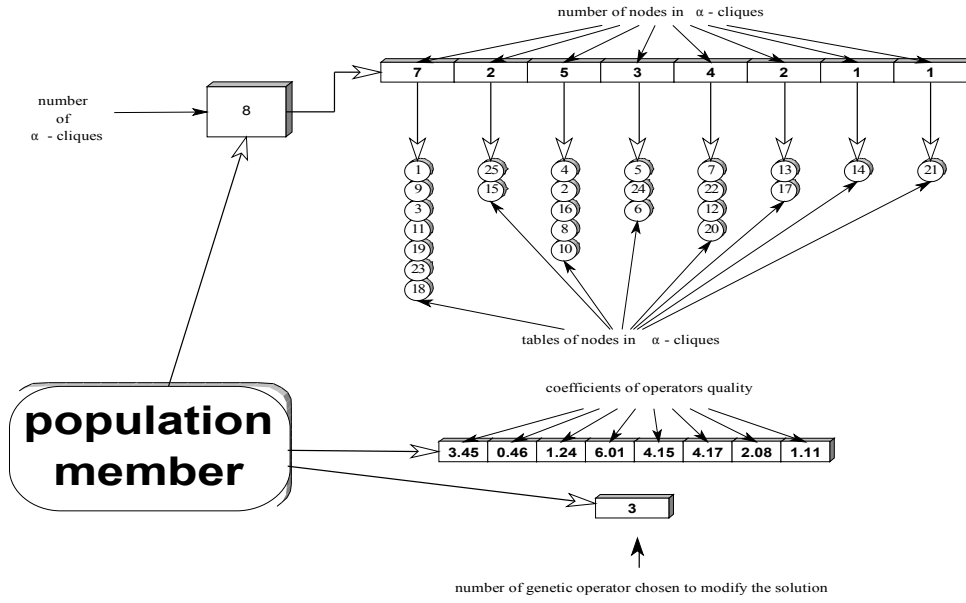 number of nodes in α - cliques
7 2 5 3 4 2 1 1
number
of
α - cliques
8
1 25 4 5 7 13 14 21
9 15 2 24 22 17
3 16 6 12
11 8 20
19 10
23
18
tables of nodes in α - cliques
coefficients of operators quality
population
member
3.45 0.46 1.24 6.01 4.15 4.17 2.08 1.11
3
number of genetic operator chosen to modify the solution